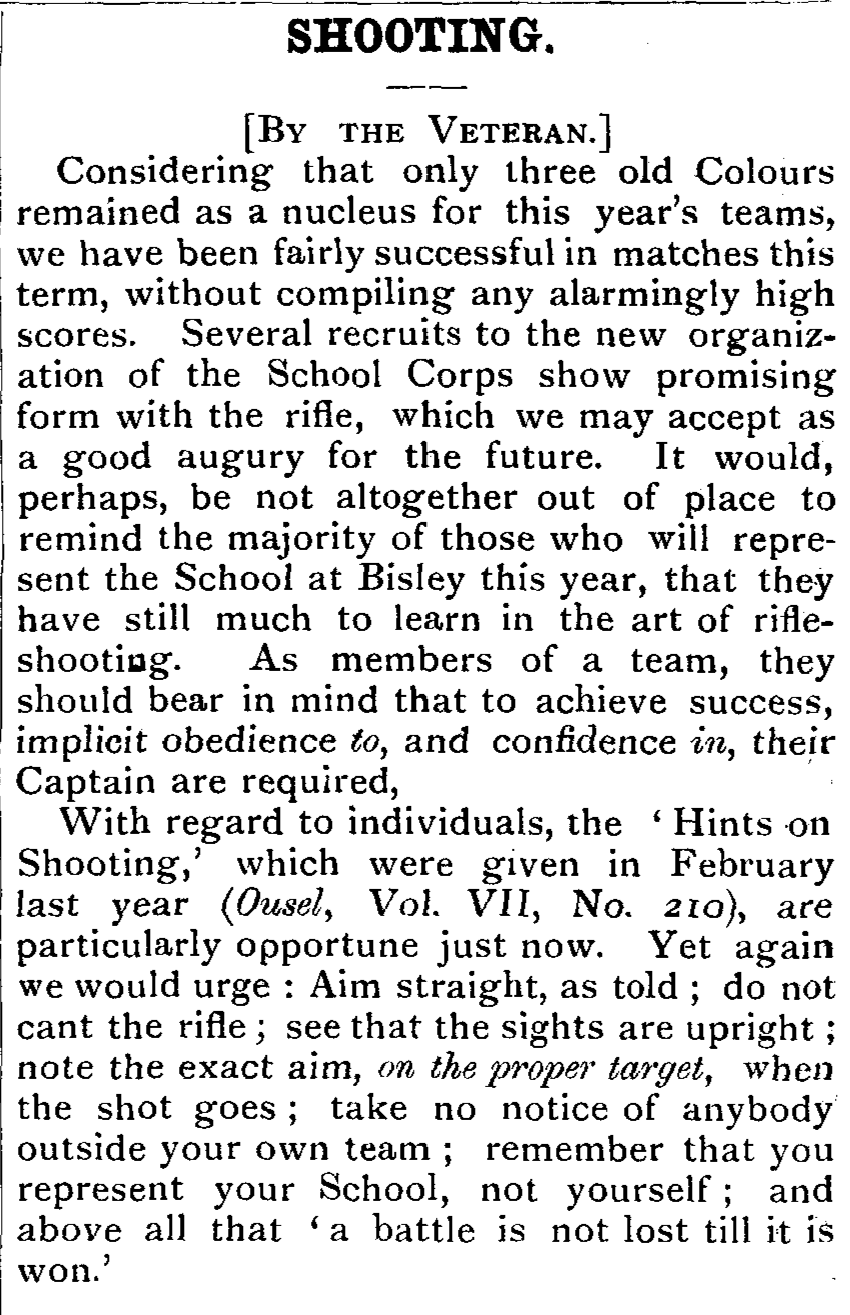 SHOOTING.
[BY THE VETERAN.]
Considering that only three old Colours
remained as a nucleus for this year's teams,
we have been fairly successful in matches this
term, without compiling any alarmingly high
scores. Several recruits to the new organiz-
ation of the School Corps show promising
form with the rifle, which we may accept as
a good augury for the future. It would,
perhaps, be not altogether out of place to
remind the majority of those who will repre-
sent the School at Bisley this year, that they
have still much to learn in the art of rifle-
shooting. As members of a team, they
should bear in mind that to achieve success,
implicit obedience to, and confidence in, their
Captain are required,
With regard to individuals, the ‘ Hints on
Shooting,’ which were given in February
last year (Ousel, Vol. VII, No. 210), are
particularly opportune just now. Yet again
we would urge : Aim straight, as told ; do not
cant the rifle ; see that the sights are upright ;
note the exact aim, on the proper target, when
the shot goes ; take no notice of anybody
outside your own team ; remember that you
represent your School, not yourself ; and
above all that ‘ a battle is not lost till it is
won.’